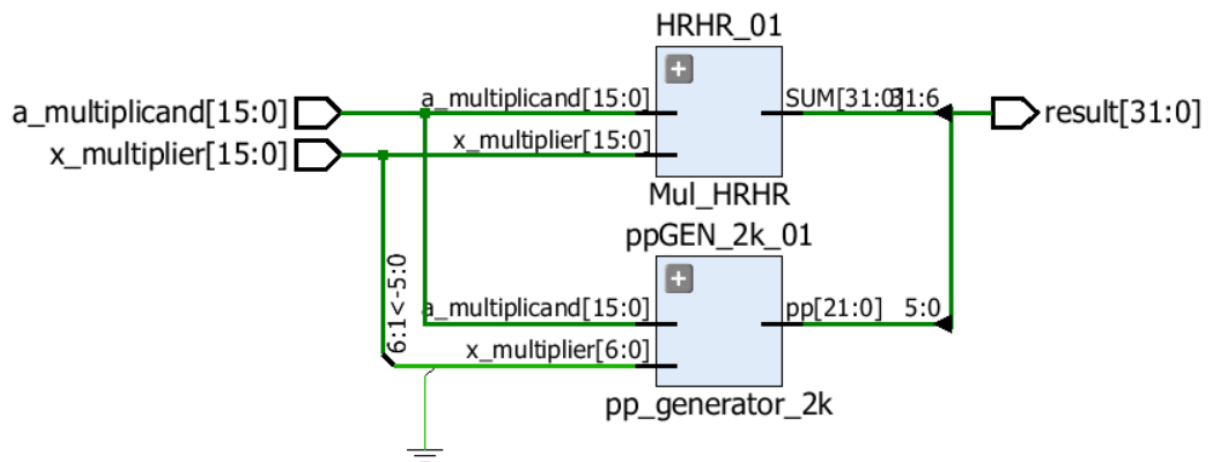 HRHR_01
a_multiplicand[15:0]
a_multiplicand[15:0]
SUM[31:0]
31:6
result[31:0]
x_multiplier[15:0]
x_multiplier[15:0]
Mul_HRHR
ppGEN_2k_01
6:1<-5:0
a_multiplicand[15:0]
pp[21:0]
5:0
x_multiplier[6:0]
pp_generator_2k